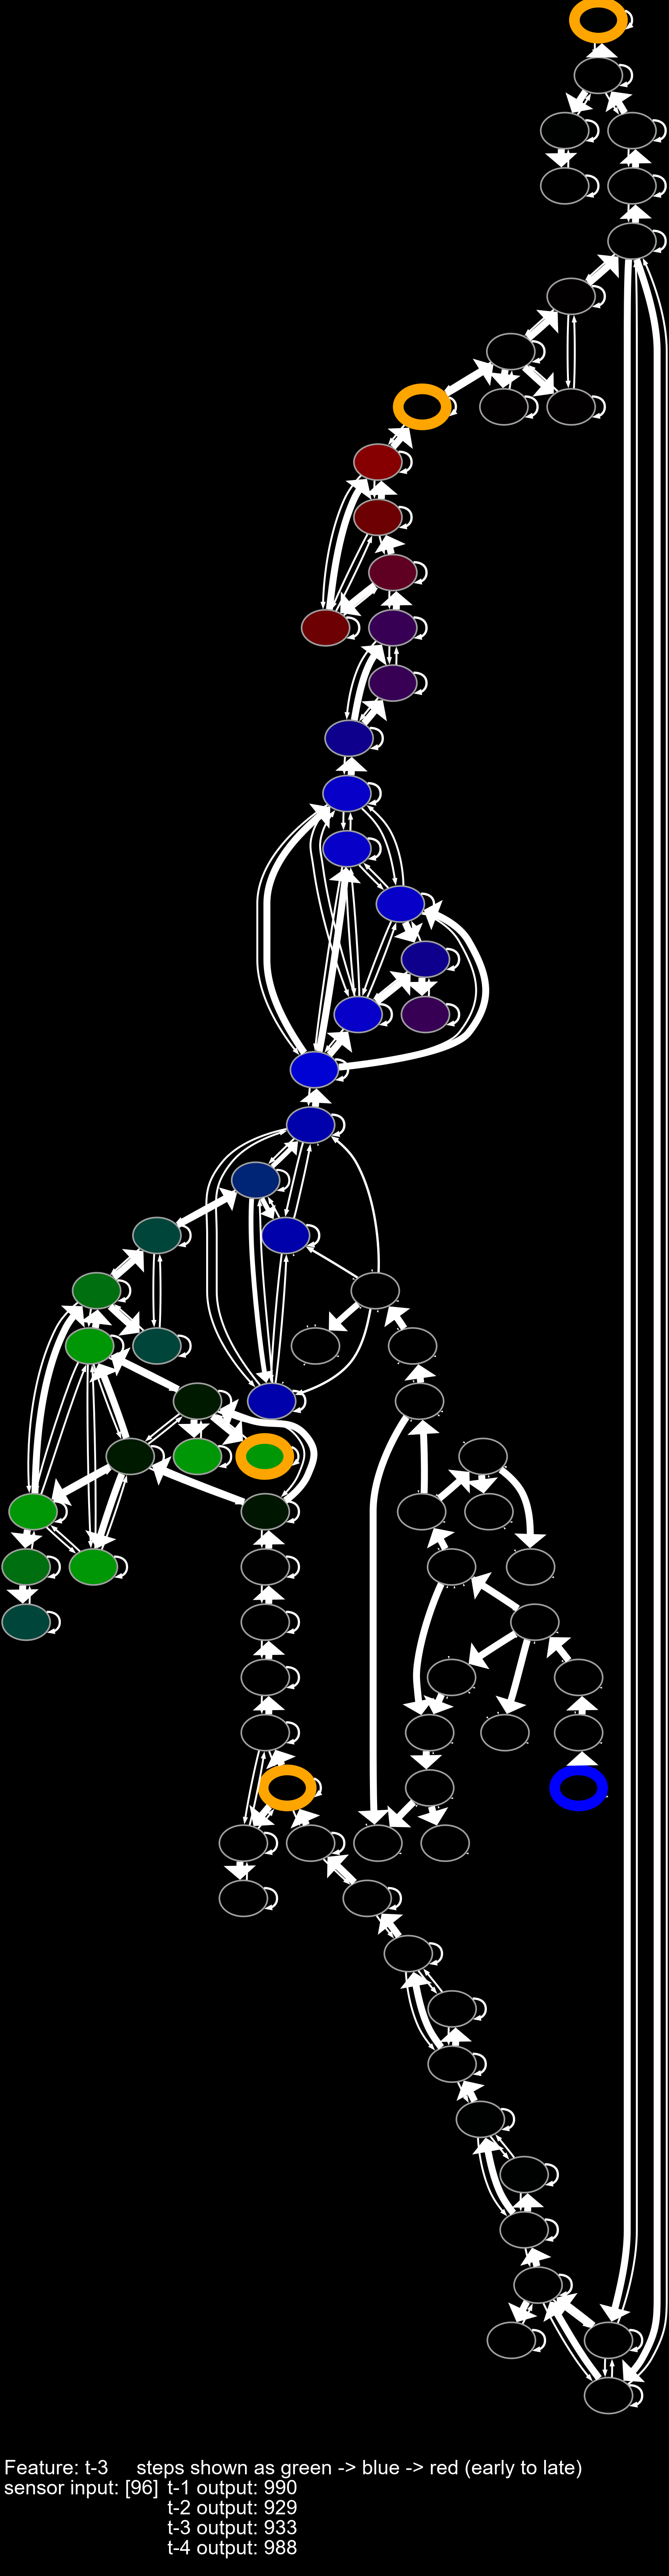 Feature: t-3 steps shown as green -> blue -> red (early to late)
sensor input: [96] t-1 output: 990
t-2 output: 929
t-3 output: 933
t-4 output: 988